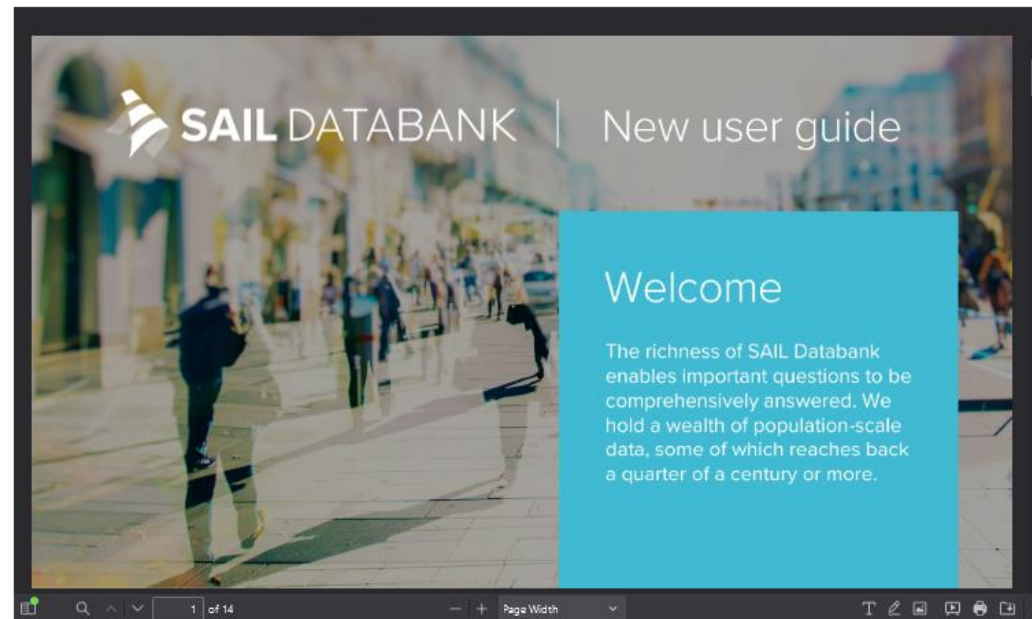 SAIL DATABANK
New user guide
Welcome
The richness of SAIL Databank
enables important questions to be
comprehensively answered. We
hold a wealth of population-scale
data, some of which reaches back
a quarter of a century or more.
1 of 14
Page Width